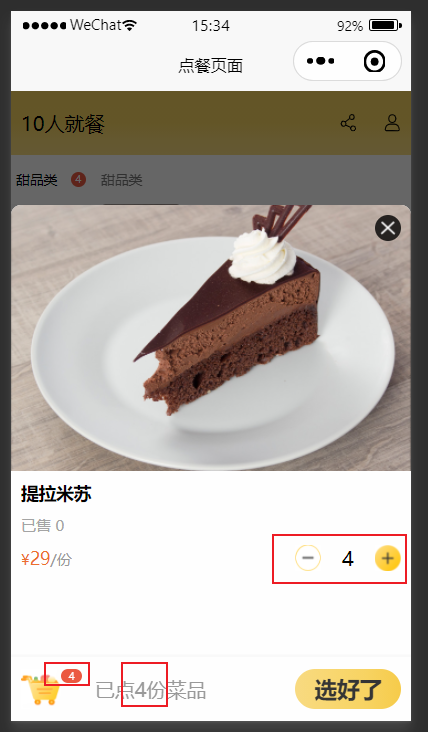 WeChat 15:34 92%
点餐页面
10人就餐
甜品类 4 甜品类
提拉米苏
已售 0
¥29/份 4
4 已点4份菜品 选好了